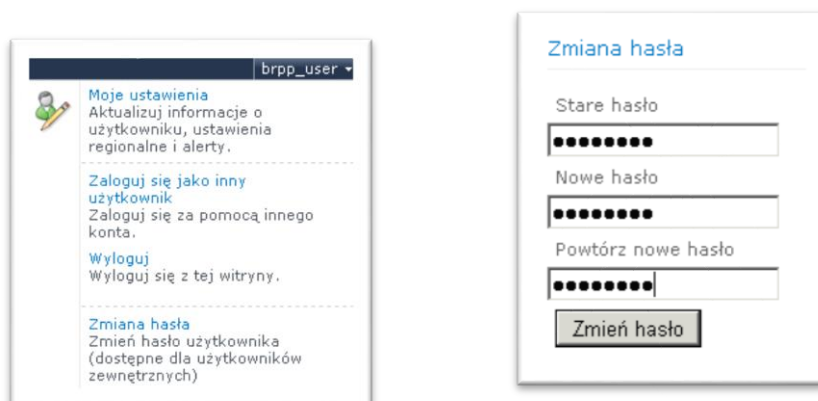 brpp_user
Moje ustawienia
Aktualizuj informacje o
użytkowniku, ustawienia
regionalne i alerty.
Zaloguj się jako inny
użytkownik
Zaloguj się za pomocą innego
konta.
Wyloguj
Wyloguj się z tej witryny.
Zmiana hasła
Zmień hasło użytkownika
(dostępne dla użytkowników
zewnętrznych)
Zmiana hasła
Stare hasło
Nowe hasło
Powtórz nowe hasło
Zmień hasło